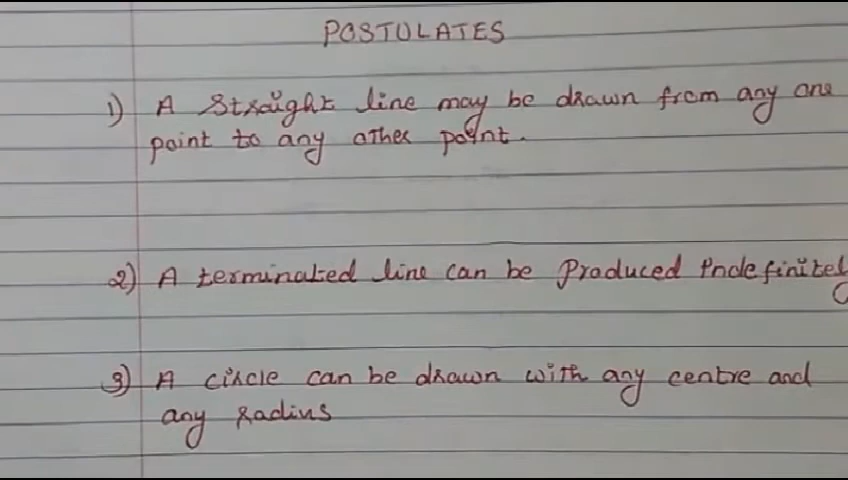 POSTULATES
1) A straight line may be drawn from any one
point to any other point.
2) A terminated line can be produced indefinitely
3) A circle can be drawn with any centre and
any radius